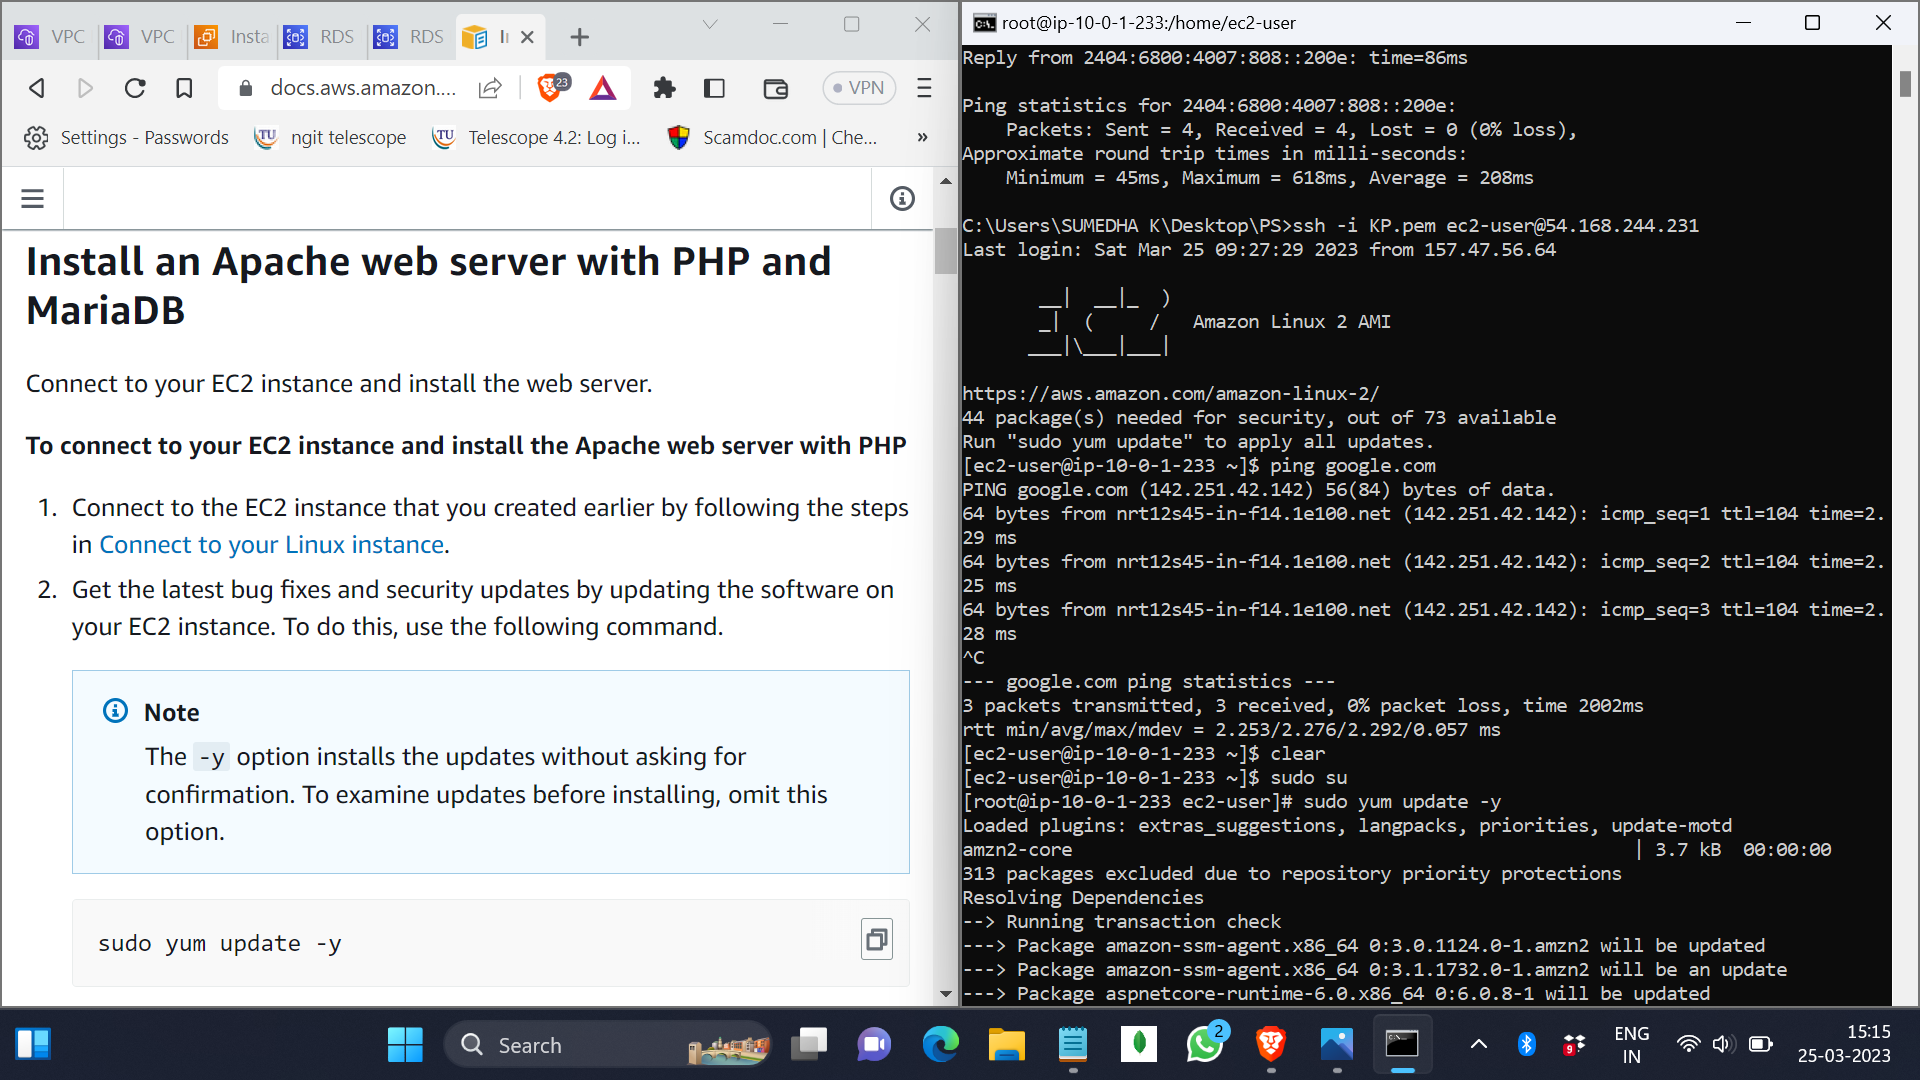 VPC
VPC
Insta
RDS
RDS
docs.aws.amazon....
23
VPN
Settings - Passwords
TU
ngit telescope
TU
Telescope 4.2: Log i...
Scamdoc.com | Che...
»
Install an Apache web server with PHP and
MariaDB
Connect to your EC2 instance and install the web server.
To connect to your EC2 instance and install the Apache web server with PHP
1. Connect to the EC2 instance that you created earlier by following the steps
in Connect to your Linux instance.
2. Get the latest bug fixes and security updates by updating the software on
your EC2 instance. To do this, use the following command.
Note
The -y option installs the updates without asking for
confirmation. To examine updates before installing, omit this
option.
sudo yum update -y
root@ip-10-0-1-233:/home/ec2-user
Reply from 2404:6800:4007:808::200e: time=86ms
Ping statistics for 2404:6800:4007:808::200e:
Packets: Sent = 4, Received = 4, Lost = 0 (0% loss),
Approximate round trip times in milli-seconds:
Minimum = 45ms, Maximum = 618ms, Average = 208ms
C:\Users\SUMEDHA K\Desktop\PS>ssh -i KP.pem ec2-user@54.168.244.231
Last login: Sat Mar 25 09:27:29 2023 from 157.47.56.64
__|  __|_  )
_|  (     /   Amazon Linux 2 AMI
___|\___|___|
https://aws.amazon.com/amazon-linux-2/
44 package(s) needed for security, out of 73 available
Run "sudo yum update" to apply all updates.
[ec2-user@ip-10-0-1-233 ~]$ ping google.com
PING google.com (142.251.42.142) 56(84) bytes of data.
64 bytes from nrt12s45-in-f14.1e100.net (142.251.42.142): icmp_seq=1 ttl=104 time=2.
29 ms
64 bytes from nrt12s45-in-f14.1e100.net (142.251.42.142): icmp_seq=2 ttl=104 time=2.
25 ms
64 bytes from nrt12s45-in-f14.1e100.net (142.251.42.142): icmp_seq=3 ttl=104 time=2.
28 ms
^C
--- google.com ping statistics ---
3 packets transmitted, 3 received, 0% packet loss, time 2002ms
rtt min/avg/max/mdev = 2.253/2.276/2.292/0.057 ms
[ec2-user@ip-10-0-1-233 ~]$ clear
[ec2-user@ip-10-0-1-233 ~]$ sudo su
[root@ip-10-0-1-233 ec2-user]# sudo yum update -y
Loaded plugins: extras_suggestions, langpacks, priorities, update-motd
amzn2-core | 3.7 kB  00:00:00
313 packages excluded due to repository priority protections
Resolving Dependencies
--> Running transaction check
---> Package amazon-ssm-agent.x86_64 0:3.0.1124.0-1.amzn2 will be updated
---> Package amazon-ssm-agent.x86_64 0:3.1.1732.0-1.amzn2 will be an update
---> Package aspnetcore-runtime-6.0.x86_64 0:6.0.8-1 will be updated
Search
2
9
ENG
IN
15:15
25-03-2023